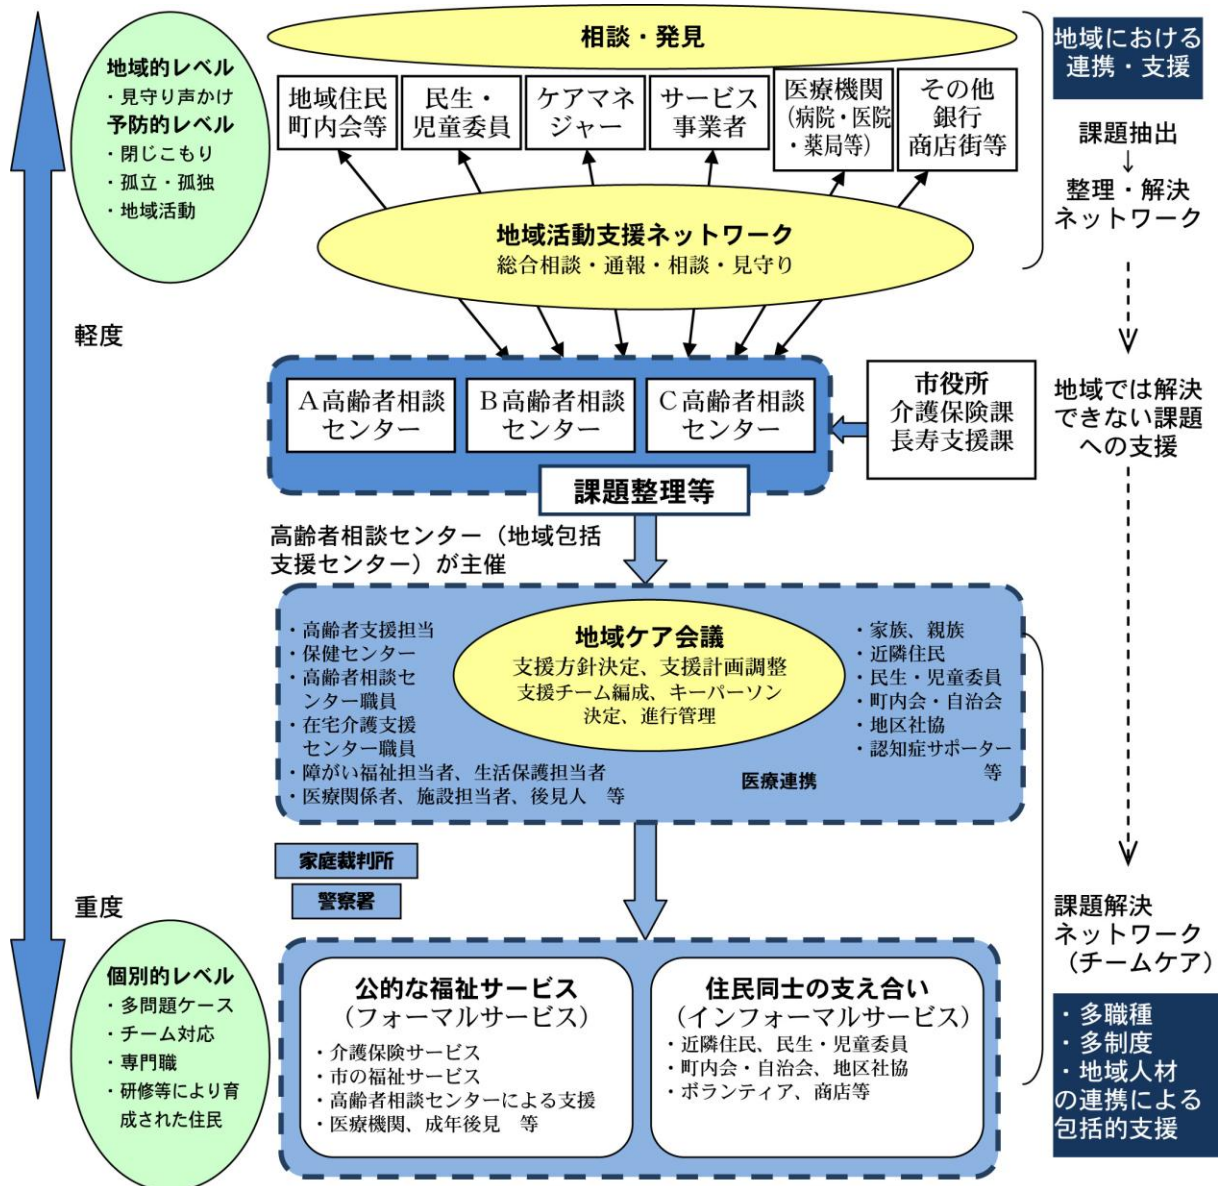 相談・発見
地域における
連携・支援
地域的レベル
・見守り声かけ
予防的レベル
・閉じこもり
・孤立・孤独
・地域活動
地域住民
町内会等
民生・
児童委員
ケアマネ
ジャー
サービス
事業者
医療機関
(病院・医院
・薬局等)
その他
銀行
商店街等
課題抽出
↓
整理・解決
ネットワーク
地域活動支援ネットワーク
総合相談・通報・相談・見守り
軽度
A高齢者相談
センター
B高齢者相談
センター
C高齢者相談
センター
市役所
介護保険課
長寿支援課
地域では解決
できない課題
への支援
課題整理等
高齢者相談センター(地域包括
支援センター)が主催
・高齢者支援担当
・保健センター
・高齢者相談セ
ンター職員
・在宅介護支援
センター職員
・障がい福祉担当者、生活保護担当者
・医療関係者、施設担当者、後見人 等
地域ケア会議
支援方針決定、支援計画調整
支援チーム編成、キーパーソン
決定、進行管理
医療連携
・家族、親族
・近隣住民
・民生・児童委員
・町内会・自治会
・地区社協
・認知症サポーター
等
家庭裁判所
警察署
重度
課題解決
ネットワーク
(チームケア)
個別的レベル
・多問題ケース
・チーム対応
・専門職
・研修等により育
成された住民
公的な福祉サービス
(フォーマルサービス)
・介護保険サービス
・市の福祉サービス
・高齢者相談センターによる支援
・医療機関、成年後見 等
住民同士の支え合い
(インフォーマルサービス)
・近隣住民、民生・児童委員
・町内会・自治会、地区社協
・ボランティア、商店等
・多職種
・多制度
・地域人材
の連携による
包括的支援